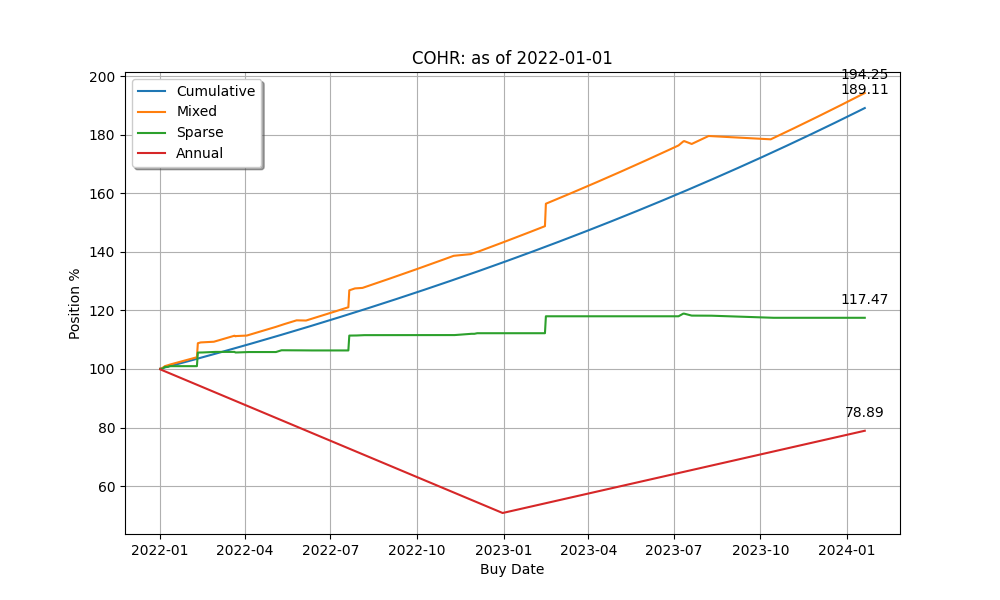 COHR: as of 2022-01-01
Cumulative
Mixed
Sparse
Annual
194.25
189.11
117.47
78.89
200
180
160
140
120
100
80
60
Position %
2022-01 2022-04 2022-07 2022-10 2023-01 2023-04 2023-07 2023-10 2024-01
Buy Date